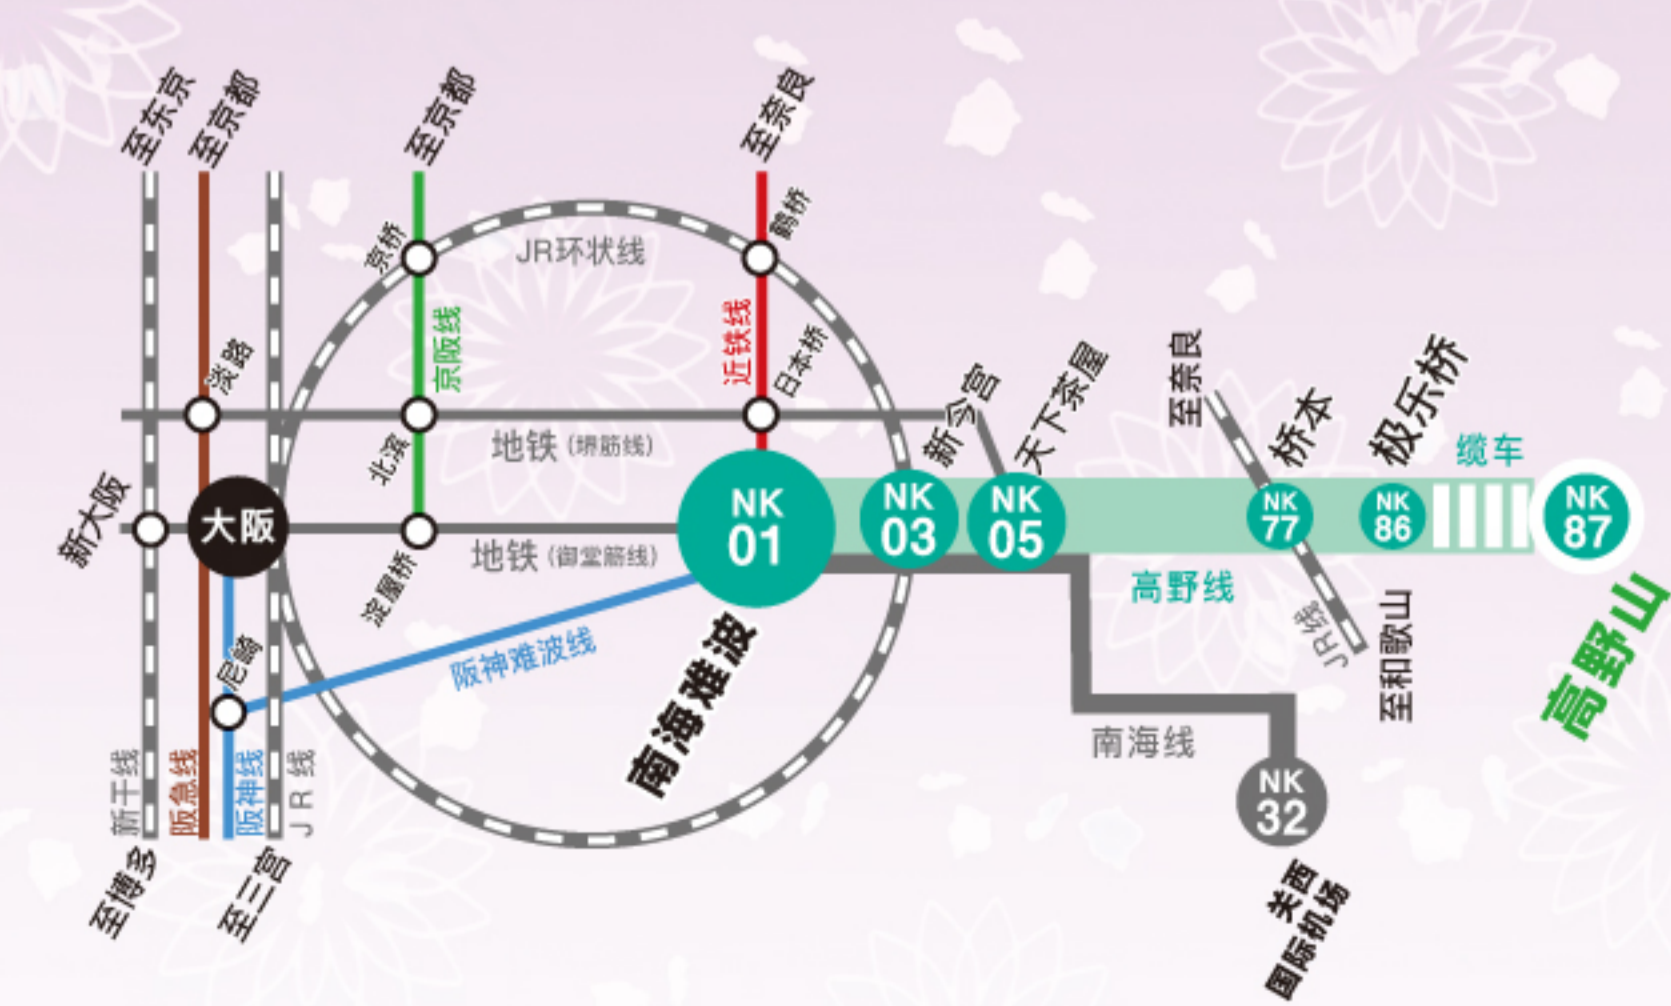 至东京
至京都
至京都
至奈良
京桥
鹤桥
JR环状线
京阪线
近铁线
日本桥
淡路
北滨
地铁 (堺筋线)
新今宫
天下茶屋
至奈良
桥本
极乐桥
缆车
新大阪
大阪
NK
01
NK
03
NK
05
NK
77
NK
86
NK
87
地铁 (御堂筋线)
淀屋桥
高野线
JR线
至和歌山
高野山
尼崎
阪神难波线
南海难波
南海线
新干线
阪急线
阪神线
JR线
NK
32
至博多
至三宫
关西
国际机场